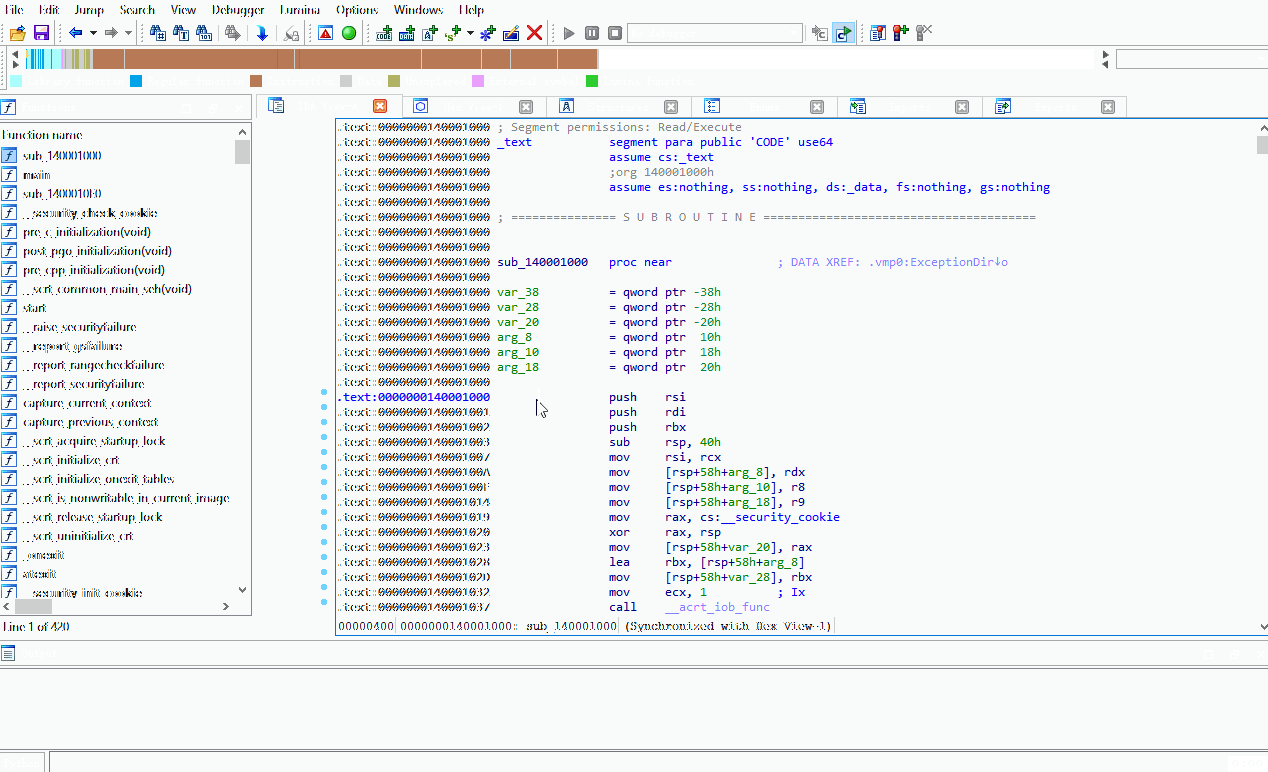 File Edit Jump Search View Debugger Lumina Options Windows Help
Function name
sub_140001000
main
sub_1400010E0
__security_check_cookie
pre_c_initialization(void)
post_pgo_initialization(void)
pre_cpp_initialization(void)
__scrt_common_main_seh(void)
start
__raise_securityfailure
__report_gsfailure
__report_rangecheckfailure
__report_securityfailure
capture_current_context
capture_previous_context
__scrt_acquire_startup_lock
__scrt_initialize_crt
__scrt_initialize_onexit_tables
__scrt_is_nonwritable_in_current_image
__scrt_release_startup_lock
__scrt_uninitialize_crt
_onexit
atexit
__security_init_cookie
Line 1 of 420
.text:0000000140001000 ; Segment permissions: Read/Execute
.text:0000000140001000 _text segment para public 'CODE' use64
.text:0000000140001000 assume cs:_text
.text:0000000140001000 ;org 140001000h
.text:0000000140001000 assume es:nothing, ss:nothing, ds:_data, fs:nothing, gs:nothing
.text:0000000140001000
.text:0000000140001000 ; =============== S U B R O U T I N E =======================================
.text:0000000140001000
.text:0000000140001000
.text:0000000140001000 sub_140001000 proc near ; DATA XREF: .vmp0:ExceptionDir↓o
.text:0000000140001000
.text:0000000140001000 var_38 = qword ptr -38h
.text:0000000140001000 var_28 = qword ptr -28h
.text:0000000140001000 var_20 = qword ptr -20h
.text:0000000140001000 arg_8 = qword ptr 10h
.text:0000000140001000 arg_10 = qword ptr 18h
.text:0000000140001000 arg_18 = qword ptr 20h
.text:0000000140001000
.text:0000000140001000 push rsi
.text:0000000140001001 push rdi
.text:0000000140001002 push rbx
.text:0000000140001003 sub rsp, 40h
.text:0000000140001007 mov rsi, rcx
.text:000000014000100A mov [rsp+58h+arg_8], rdx
.text:000000014000100F mov [rsp+58h+arg_10], r8
.text:0000000140001014 mov [rsp+58h+arg_18], r9
.text:0000000140001019 mov rax, cs:__security_cookie
.text:0000000140001020 xor rax, rsp
.text:0000000140001023 mov [rsp+58h+var_20], rax
.text:0000000140001028 lea rbx, [rsp+58h+arg_8]
.text:000000014000102D mov [rsp+58h+var_28], rbx
.text:0000000140001032 mov ecx, 1 ; Ix
.text:0000000140001037 call __acrt_iob_func
00000400 0000000140001000: sub_140001000 (Synchronized with Hex View-1)